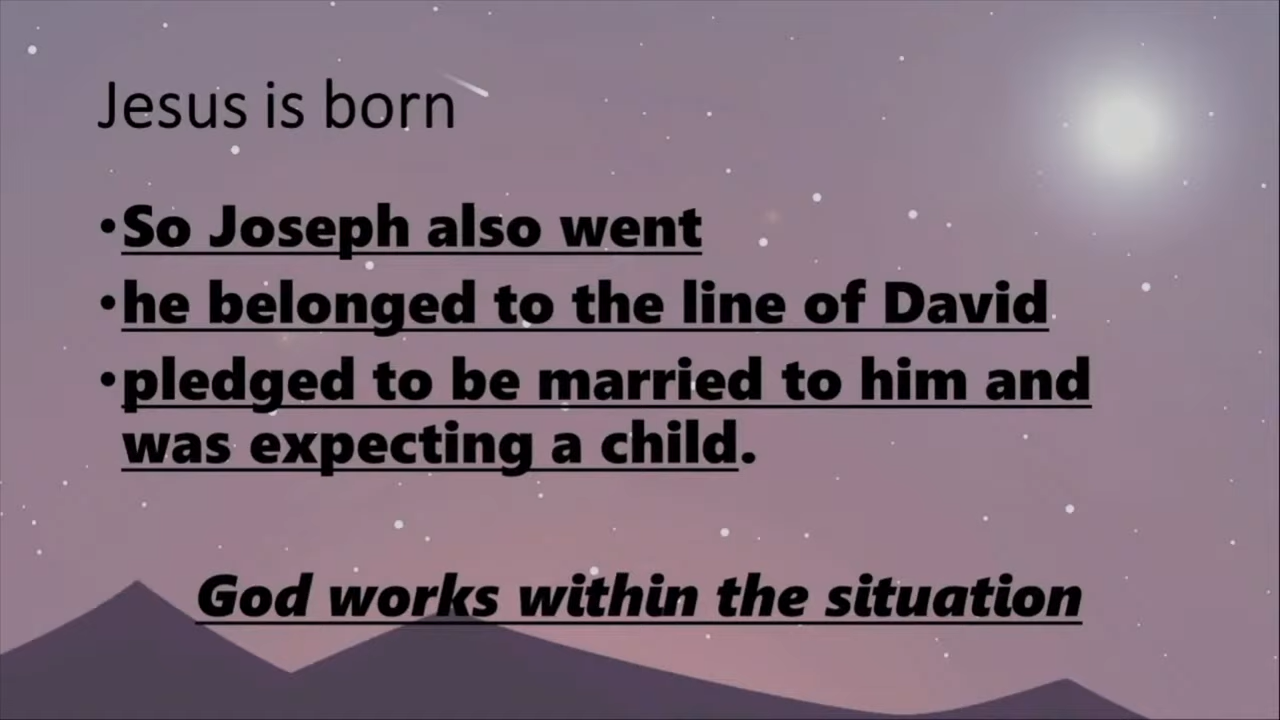 Jesus is born
•So Joseph also went
•he belonged to the line of David
•pledged to be married to him and
was expecting a child.
God works within the situation